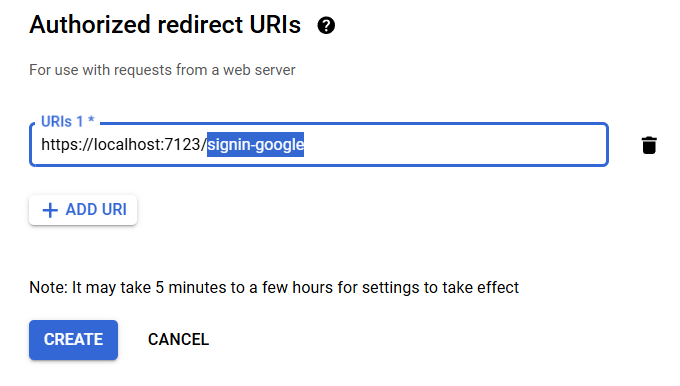 Authorized redirect URIs ?
For use with requests from a web server
URIs 1 *
https://localhost:7123/signin-google
+ ADD URI
Note: It may take 5 minutes to a few hours for settings to take effect
CREATE CANCEL